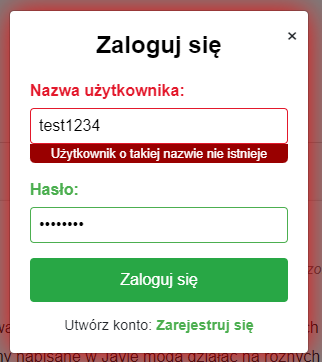 Zaloguj się
×
Nazwa użytkownika:
test1234
Użytkownik o takiej nazwie nie istnieje
Hasło:
••••••••
Zaloguj się
Utwórz konto: Zarejestruj się
ny napisane w Javie mogą działać na różnych